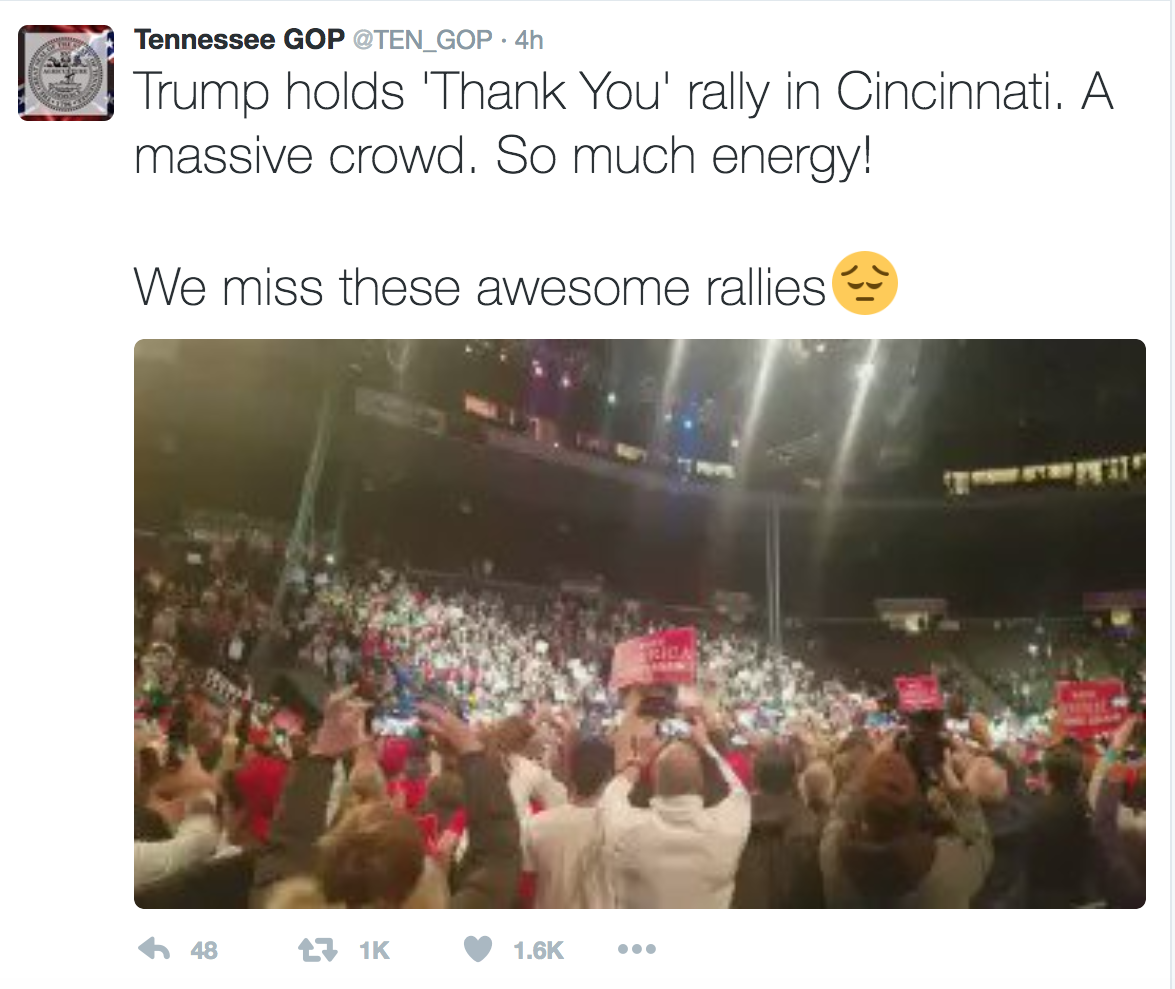 Tennessee GOP @TEN_GOP · 4h
Trump holds 'Thank You' rally in Cincinnati. A
massive crowd. So much energy!
We miss these awesome rallies😔
48 1K 1.6K •••